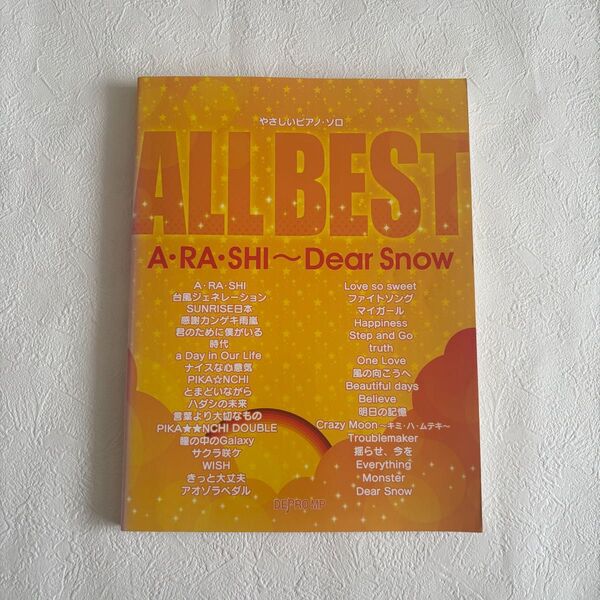 やさしいピアノ・ソロ
ALL BEST
A・RA・SHI～Dear Snow
A・RA・SHI
台風ジェネレーション
SUNRISE日本
感謝カンゲキ雨嵐
君のために僕がいる
時代
a Day in Our Life
ナイスな心意気
PIKA☆NCHI
とまどいながら
ハダシの未来
言葉より大切なもの
PIKA★★NCHI DOUBLE
瞳の中のGalaxy
サクラ咲ケ
WISH
きっと大丈夫
アオゾラペダル
Love so sweet
ファイトソング
マイガール
Happiness
Step and Go
truth
One Love
風の向こうへ
Beautiful days
Believe
明日の記憶
Crazy Moon～キミ・ハ・ムテキ～
Troublemaker
揺らせ、今を
Everything
Monster
Dear Snow
DEPRO MP